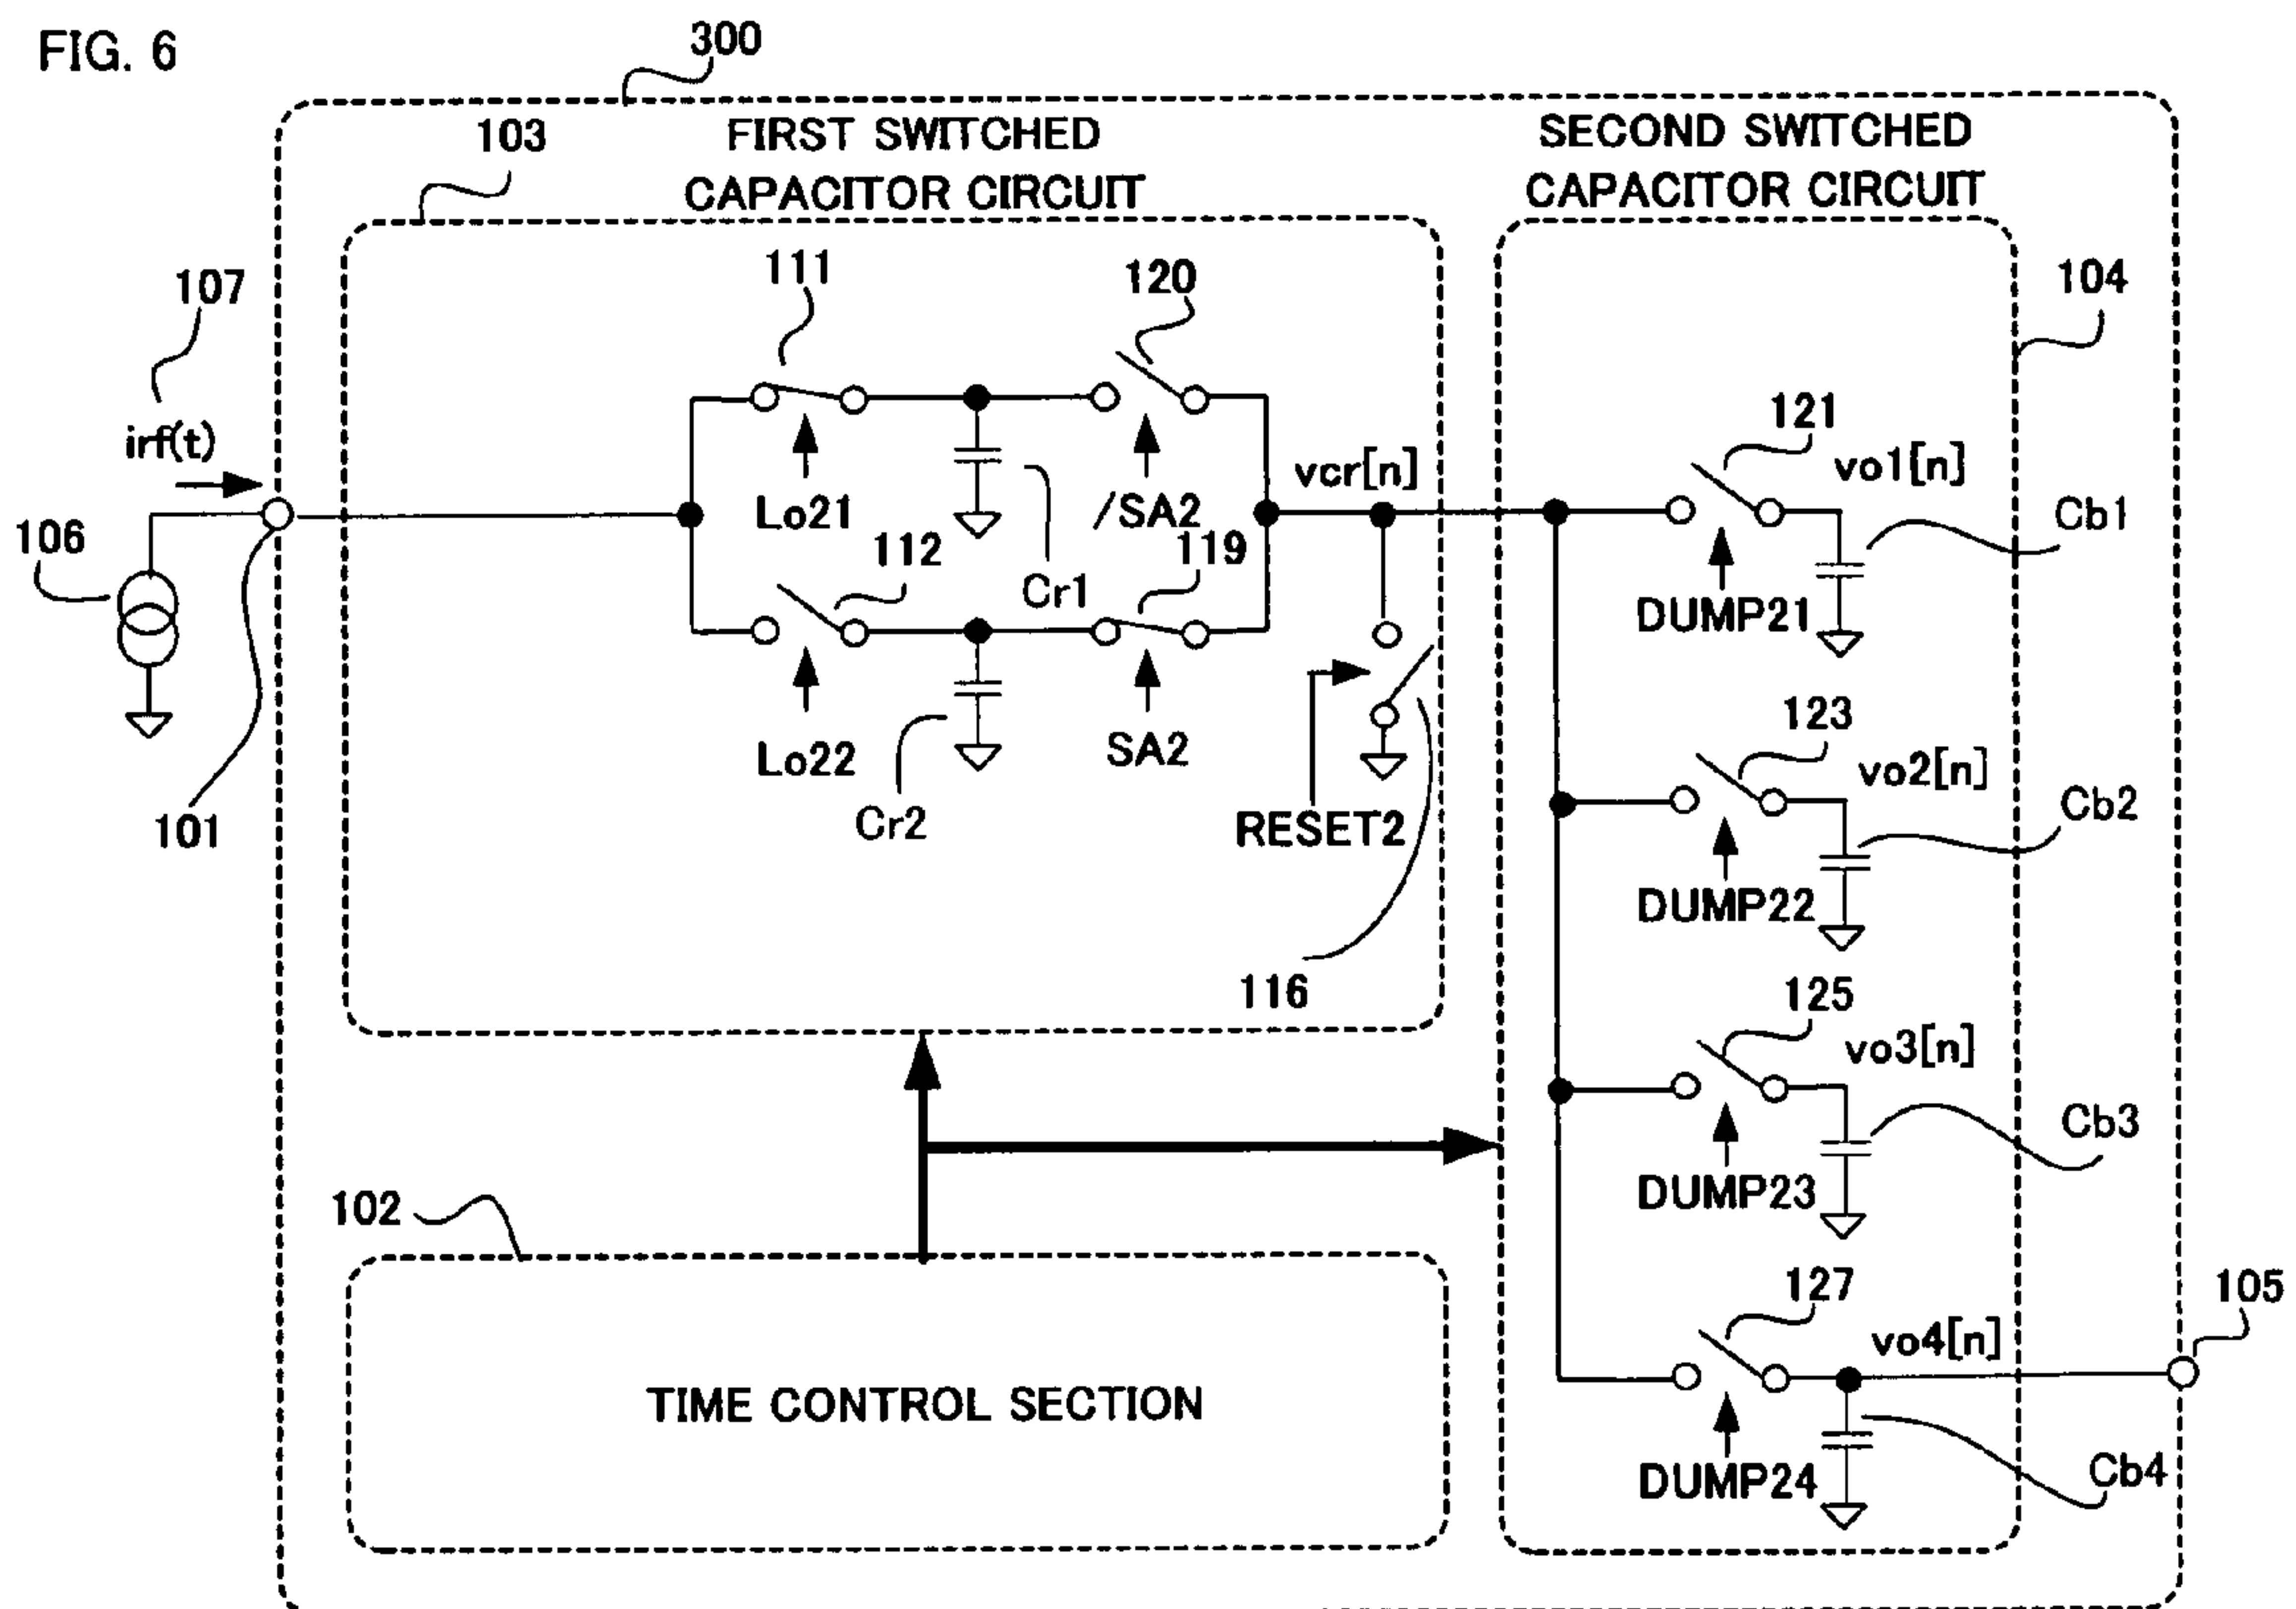 FIG. 6
300
103
FIRST SWITCHED
CAPACITOR CIRCUIT
SECOND SWITCHED
CAPACITOR CIRCUIT
107
111
120
104
irf(t)
121
vo1[n]
vcr[n]
Cb1
Lo21
/SA2
106
112
119
Cr1
DUMP21
123
vo2[n]
Lo22
SA2
Cb2
101
Cr2
RESET2
DUMP22
116
125
vo3[n]
Cb3
DUMP23
102
127
105
vo4[n]
TIME CONTROL SECTION
DUMP24
Cb4